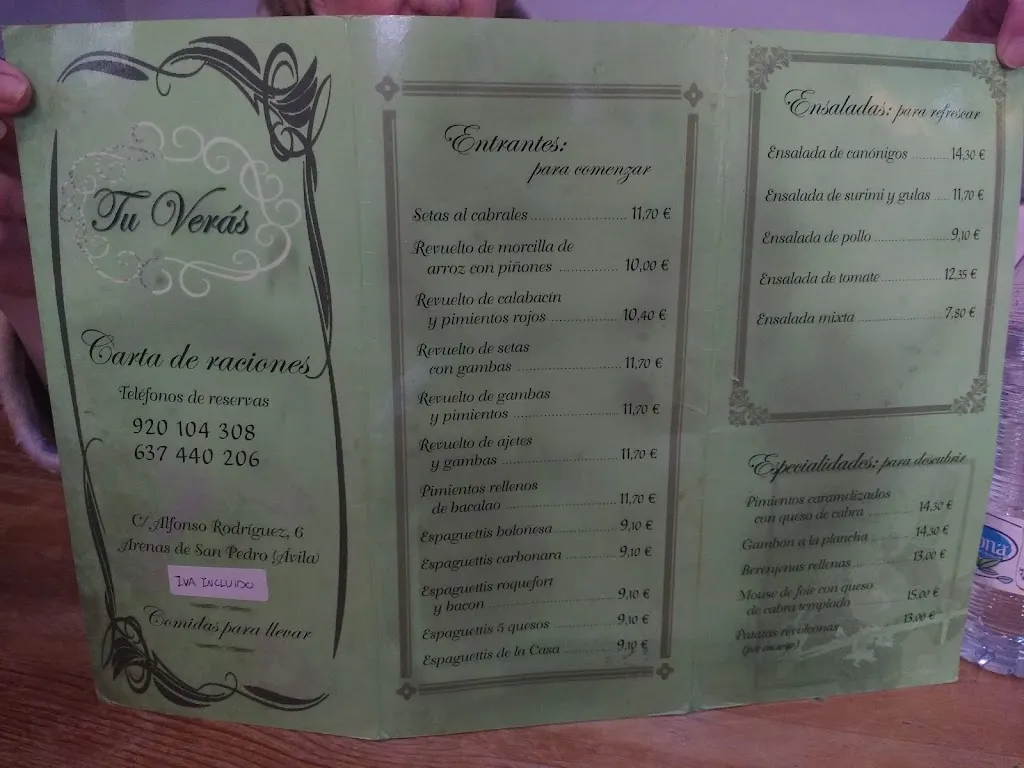 Tu Verás
Carta de raciones
Teléfonos de reservas
920 104 308
637 440 206
C/ Alfonso Rodríguez, 6
Arenas de San Pedro (Ávila)
IVA INCLUIDO
Comidas para llevar
Entrantes:
para comenzar
Setas al cabrales ........ 11,70 €
Revuelto de morcilla de
arroz con piñones ........ 10,00 €
Revuelto de calabacín
y pimientos rojos ........ 10,40 €
Revuelto de setas
con gambas ........ 11,70 €
Revuelto de gambas
y pimientos ........ 11,70 €
Revuelto de ajetes
y gambas ........ 11,70 €
Pimientos rellenos
de bacalao ........ 11,70 €
Espaguettis boloñesa ........ 9,10 €
Espaguettis carbonara ........ 9,10 €
Espaguettis roquefort
y bacon ........ 9,10 €
Espaguettis 5 quesos ........ 9,10 €
Espaguettis de la Casa ........ 9,10 €
Ensaladas: para refrescar
Ensalada de canónigos ........ 14,30 €
Ensalada de surimi y gulas ..... 11,70 €
Ensalada de pollo ........ 9,10 €
Ensalada de tomate ........ 12,35 €
Ensalada mixta ........ 7,80 €
Especialidades: para descubrir
Pimientos caramelizados
con queso de cabra ........ 14,30 €
Gambón a la plancha ........ 14,30 €
Berenjenas rellenas ........ 13,00 €
Mouse de foie con queso
de cabra templado ........ 15,00 €
Patatas revolconas ........ 13,00 €
(por encargo)